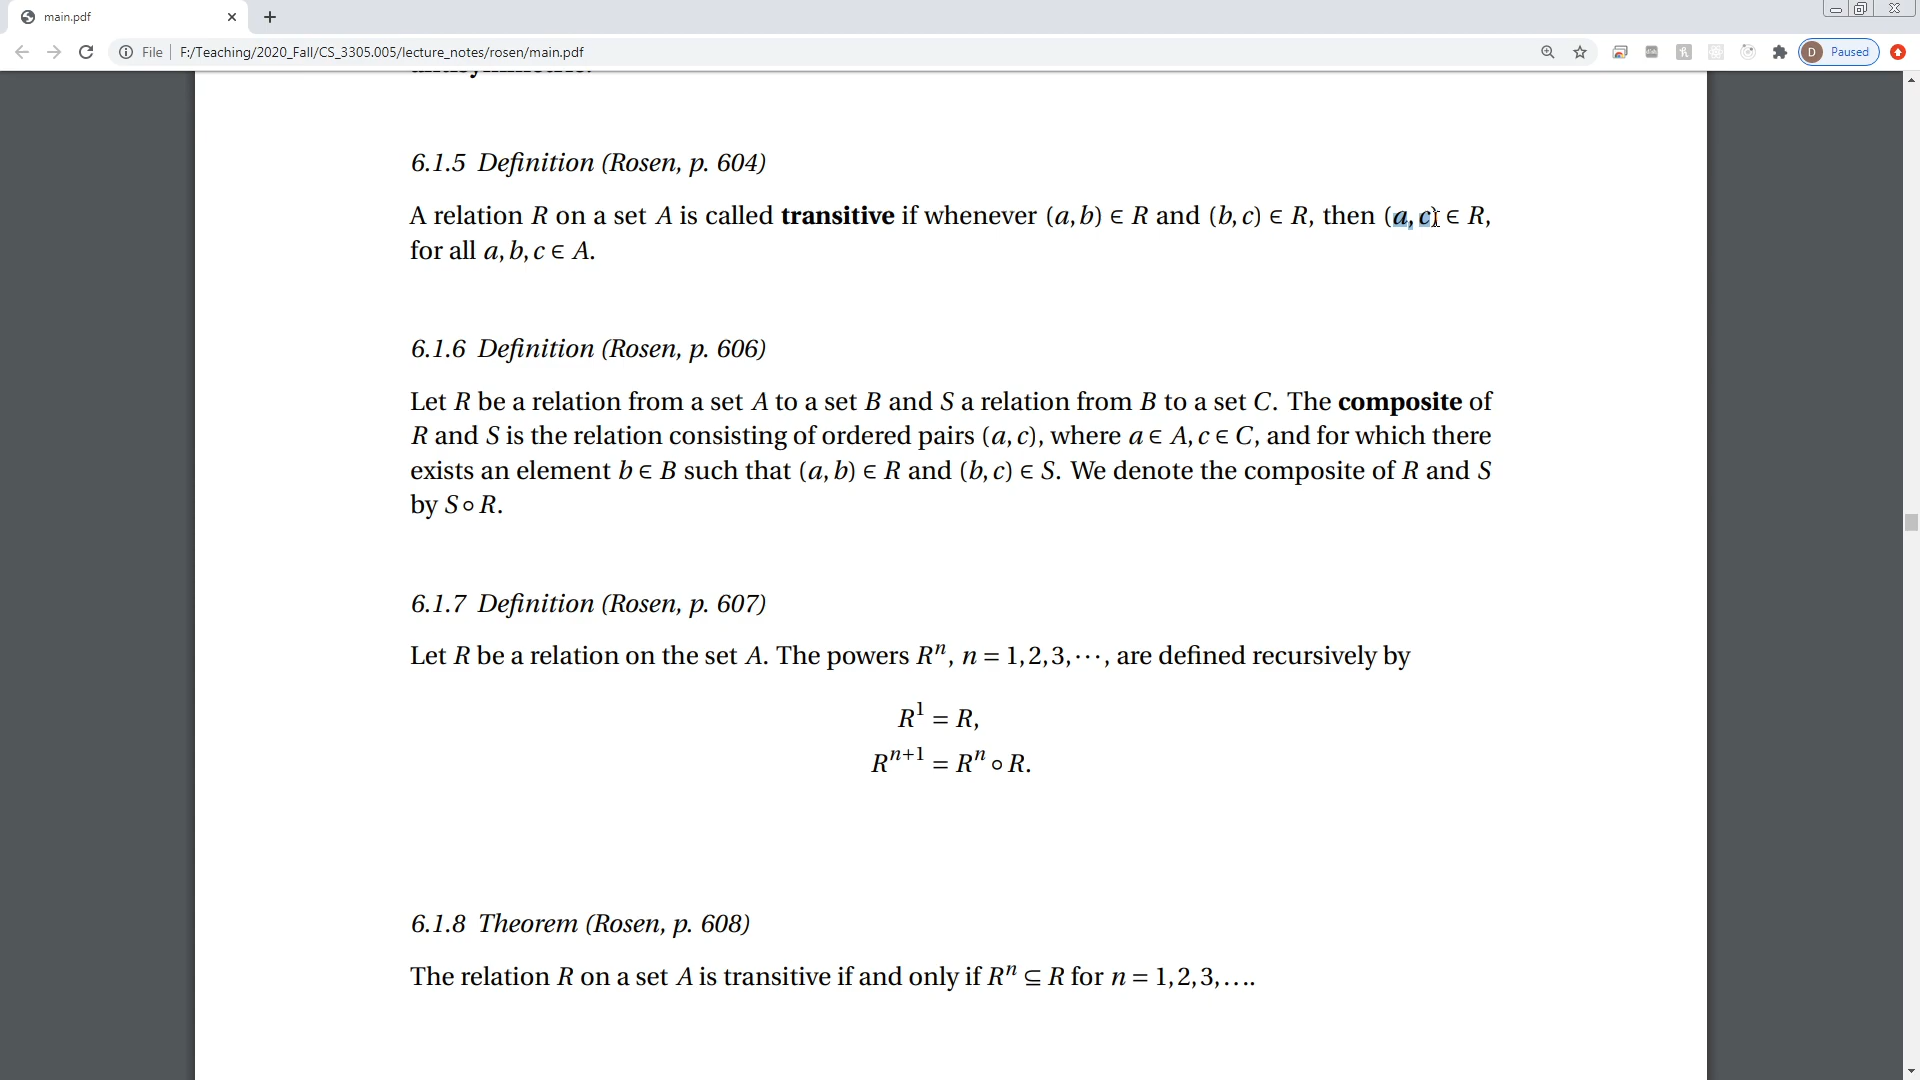 main.pdf
File F:/Teaching/2020_Fall/CS_3305.005/lecture_notes/rosen/main.pdf
D Paused
antisymmetric.
6.1.5 Definition (Rosen, p. 604)
A relation R on a set A is called transitive if whenever (a, b) ∈ R and (b, c) ∈ R, then (a, c) ∈ R,
for all a, b, c ∈ A.
6.1.6 Definition (Rosen, p. 606)
Let R be a relation from a set A to a set B and S a relation from B to a set C. The composite of
R and S is the relation consisting of ordered pairs (a, c), where a ∈ A, c ∈ C, and for which there
exists an element b ∈ B such that (a, b) ∈ R and (b, c) ∈ S. We denote the composite of R and S
by S ∘ R.
6.1.7 Definition (Rosen, p. 607)
Let R be a relation on the set A. The powers Rⁿ, n = 1, 2, 3, ⋯, are defined recursively by
R¹ = R,
Rⁿ⁺¹ = Rⁿ ∘ R.
6.1.8 Theorem (Rosen, p. 608)
The relation R on a set A is transitive if and only if Rⁿ ⊆ R for n = 1, 2, 3, ....